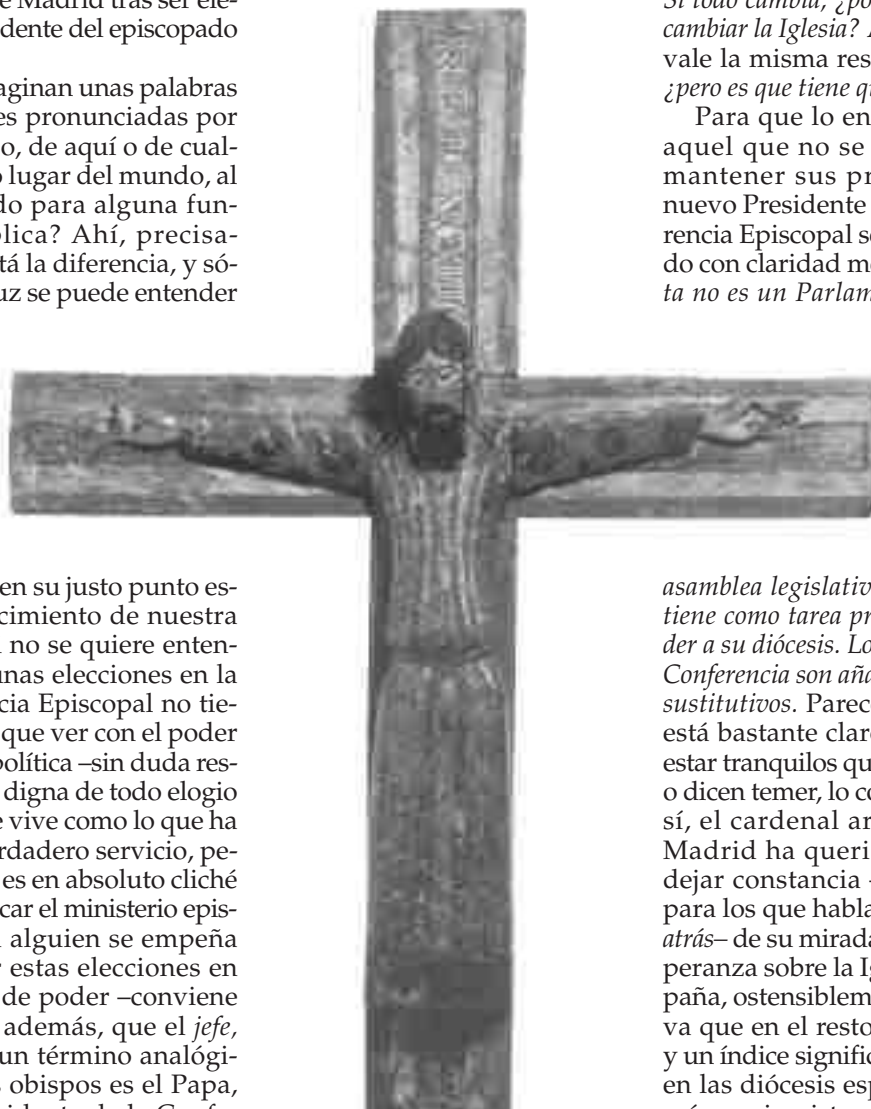 e Madrid tras ser ele-
dente del episcopado
aginan unas palabras
es pronunciadas por
o, de aquí o de cual-
o lugar del mundo, al
do para alguna fun-
blica? Ahí, precisa-
tá la diferencia, y só-
uz se puede entender
en su justo punto es-
cimiento de nuestra
no se quiere enten-
unas elecciones en la
cia Episcopal no tie-
que ver con el poder
política –sin duda res-
digna de todo elogio
e vive como lo que ha
rdadero servicio, pe-
es en absoluto cliché
car el ministerio epis-
alguien se empeña
r estas elecciones en
de poder –conviene
además, que el jefe,
un término analógi-
s obispos es el Papa,
Si todo cambia, ¿po
cambiar la Iglesia? A
vale la misma res
¿pero es que tiene qu
Para que lo en
aquel que no se
mantener sus pr
nuevo Presidente
rencia Episcopal se
do con claridad me
ta no es un Parlam
asamblea legislativ
tiene como tarea pr
der a su diócesis. Lo
Conferencia son aña
sustitutivos. Parec
está bastante clar
estar tranquilos qu
o dicen temer, lo co
sí, el cardenal ar
Madrid ha queri
dejar constancia –
para los que habla
atrás– de su mirada
peranza sobre la Ig
paña, ostensiblem
va que en el resto
y un índice signific
en las diócesis esp